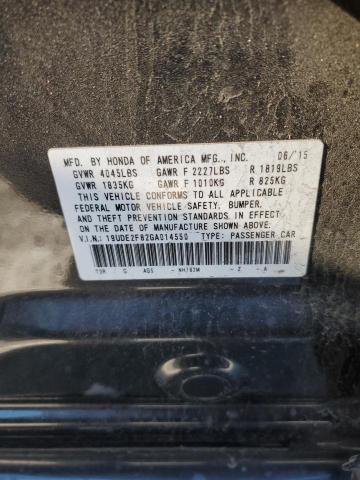 MFD. BY HONDA OF AMERICA MFG., INC. 06/15
GVWR 4045LBS GAWR F 2227LBS R 1819LBS
GVWR 1835KG GAWR F 1010KG R 825KG
THIS VEHICLE CONFORMS TO ALL APPLICABLE
FEDERAL MOTOR VEHICLE SAFETY, BUMPER,
AND THEFT PREVENTION STANDARDS IN EFFECT
ON THE DATE OF MANUFACTURE SHOWN ABOVE.
V.I.N.: 19UDE2F82GA014550 TYPE: PASSENGER CAR
G AGS NH783M - Z - A